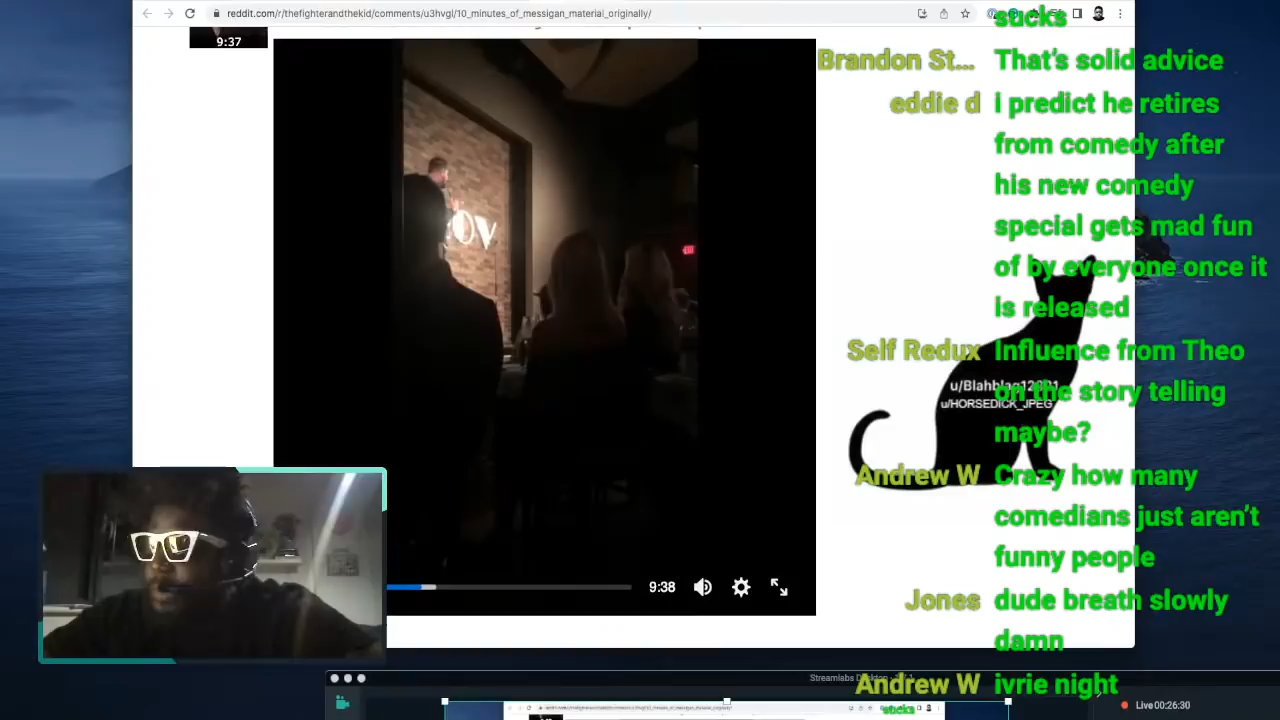 reddit.com/r/thefighterandthekid/comments/u3hvgl/10_minutes_of_messigan_material_originally/
sucks
9:37
Brandon St... That's solid advice
eddie d I predict he retires
from comedy after
his new comedy
special gets mad fun
of by everyone once it
is released
Self Redux Influence from Theo
on the story telling
maybe?
u/HORSEDICK_JPEG
Andrew W Crazy how many
comedians just aren't
funny people
9:38
Jones dude breath slowly
damn
Streamlabs Desktop
Andrew W ivrie night
Live 00:26:30
sucks